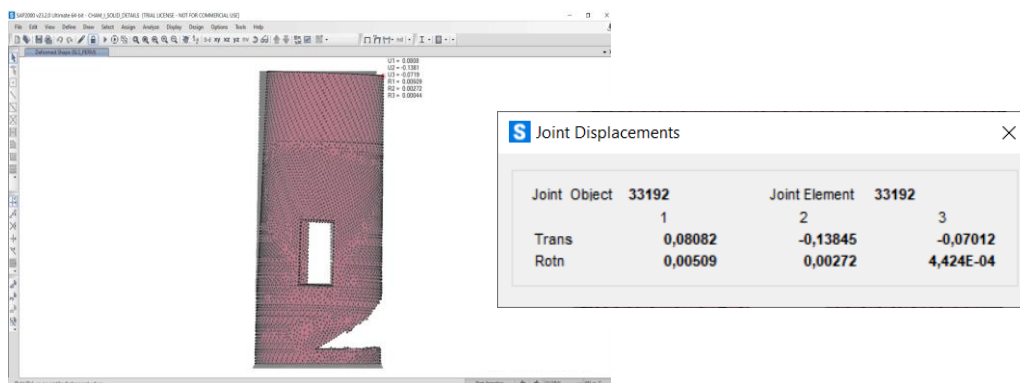 SAP2000 v23.2.0 Ultimate 64-bit - CHAM_I_SOLID_DETAILS (TRIAL LICENSE - NOT FOR COMMERCIAL USE)
File Edit View Define Draw Select Assign Analyze Display Design Options Tools Help
U1 = 0.0808
U2 = -0.1381
U3 = -0.0719
R1 = 0.00509
R2 = 0.00272
R3 = 0.00044
S Joint Displacements
Joint Object 33192 Joint Element 33192
1 2 3
Trans 0,08082 -0,13845 -0,07012
Rotn 0,00509 0,00272 4,424E-04